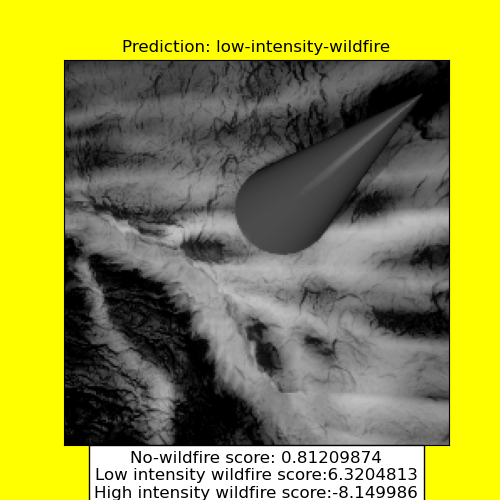 Prediction: low-intensity-wildfire
No-wildfire score: 0.81209874
Low intensity wildfire score:6.3204813
High intensity wildfire score:-8.149986